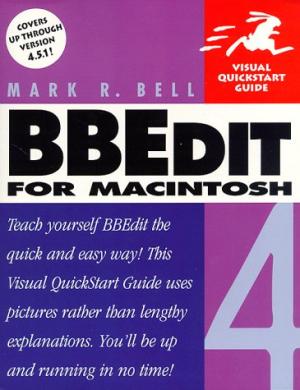 COVERS
UP THROUGH
VERSION
4.5.1!
VISUAL
QUICKSTART
GUIDE
MARK R. BELL
BBEDIT
FOR MACINTOSH
4
Teach yourself BBEdit the
quick and easy way! This
Visual QuickStart Guide uses
pictures rather than lengthy
explanations. You'll be up
and running in no time!